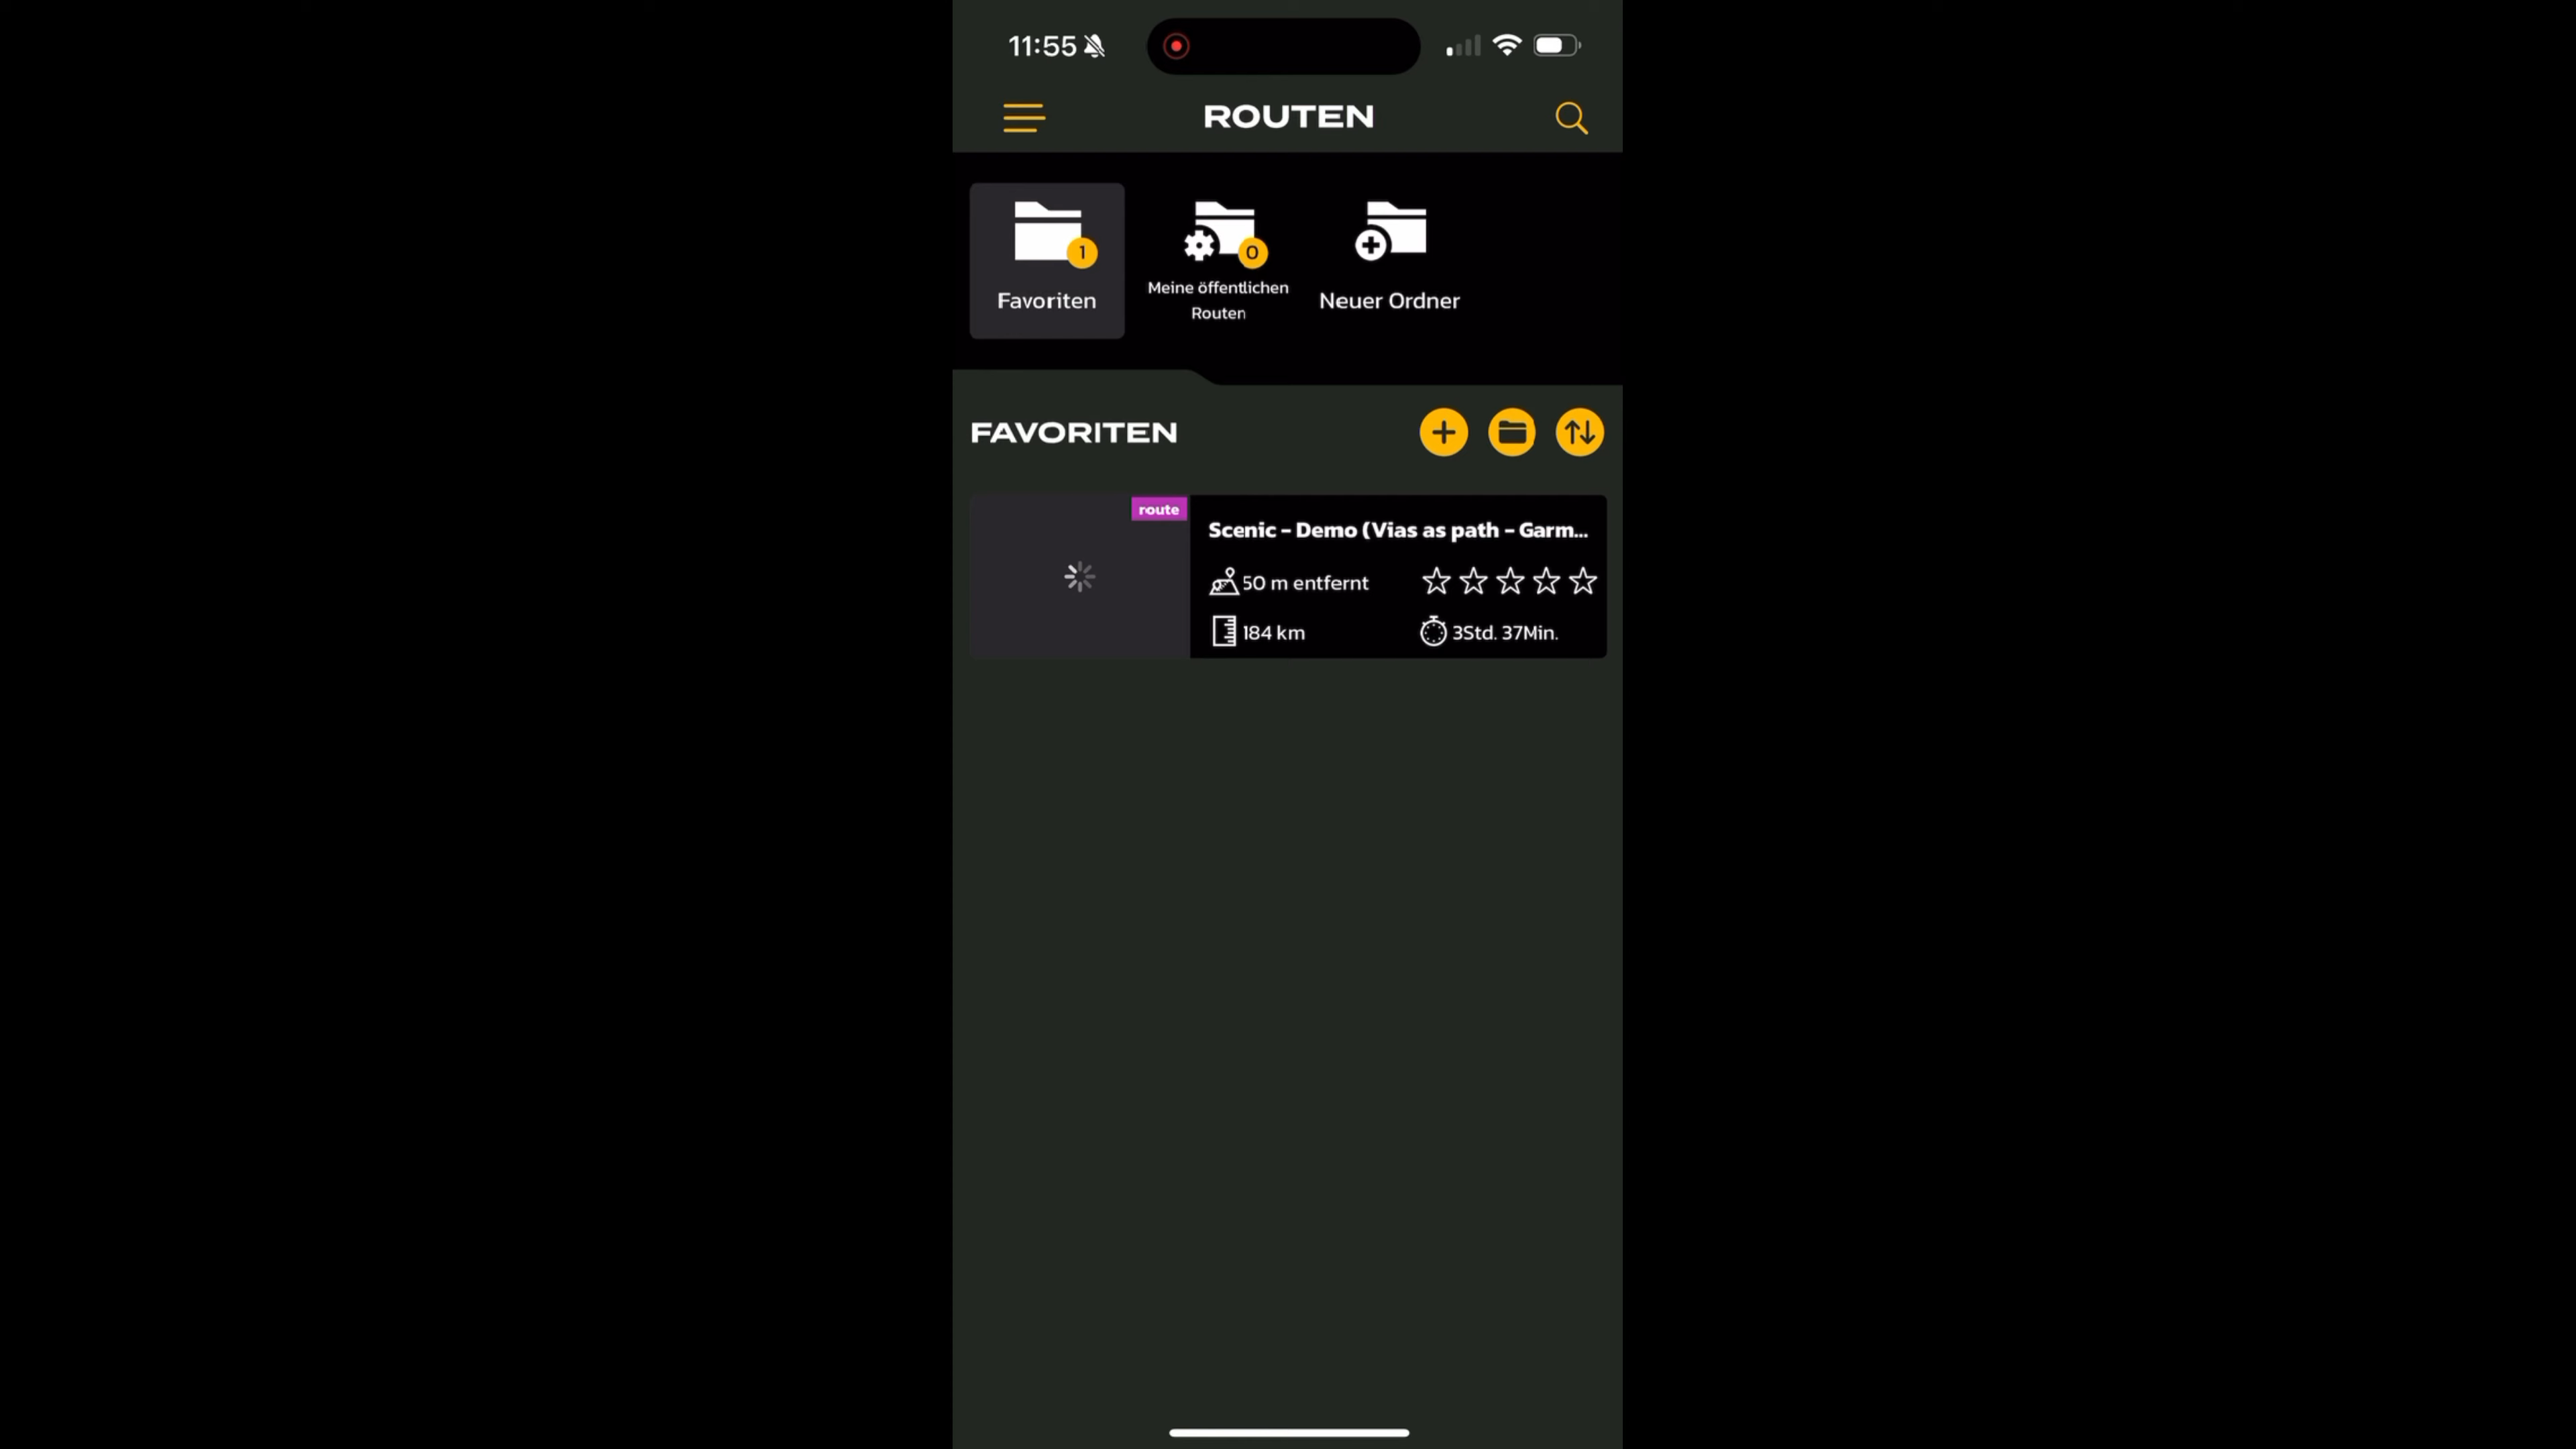 11:55
ROUTEN
1
0
Favoriten
Meine öffentlichen
Routen
Neuer Ordner
FAVORITEN
route
Scenic - Demo (Vias as path - Garm...
50 m entfernt
184 km
3Std. 37Min.